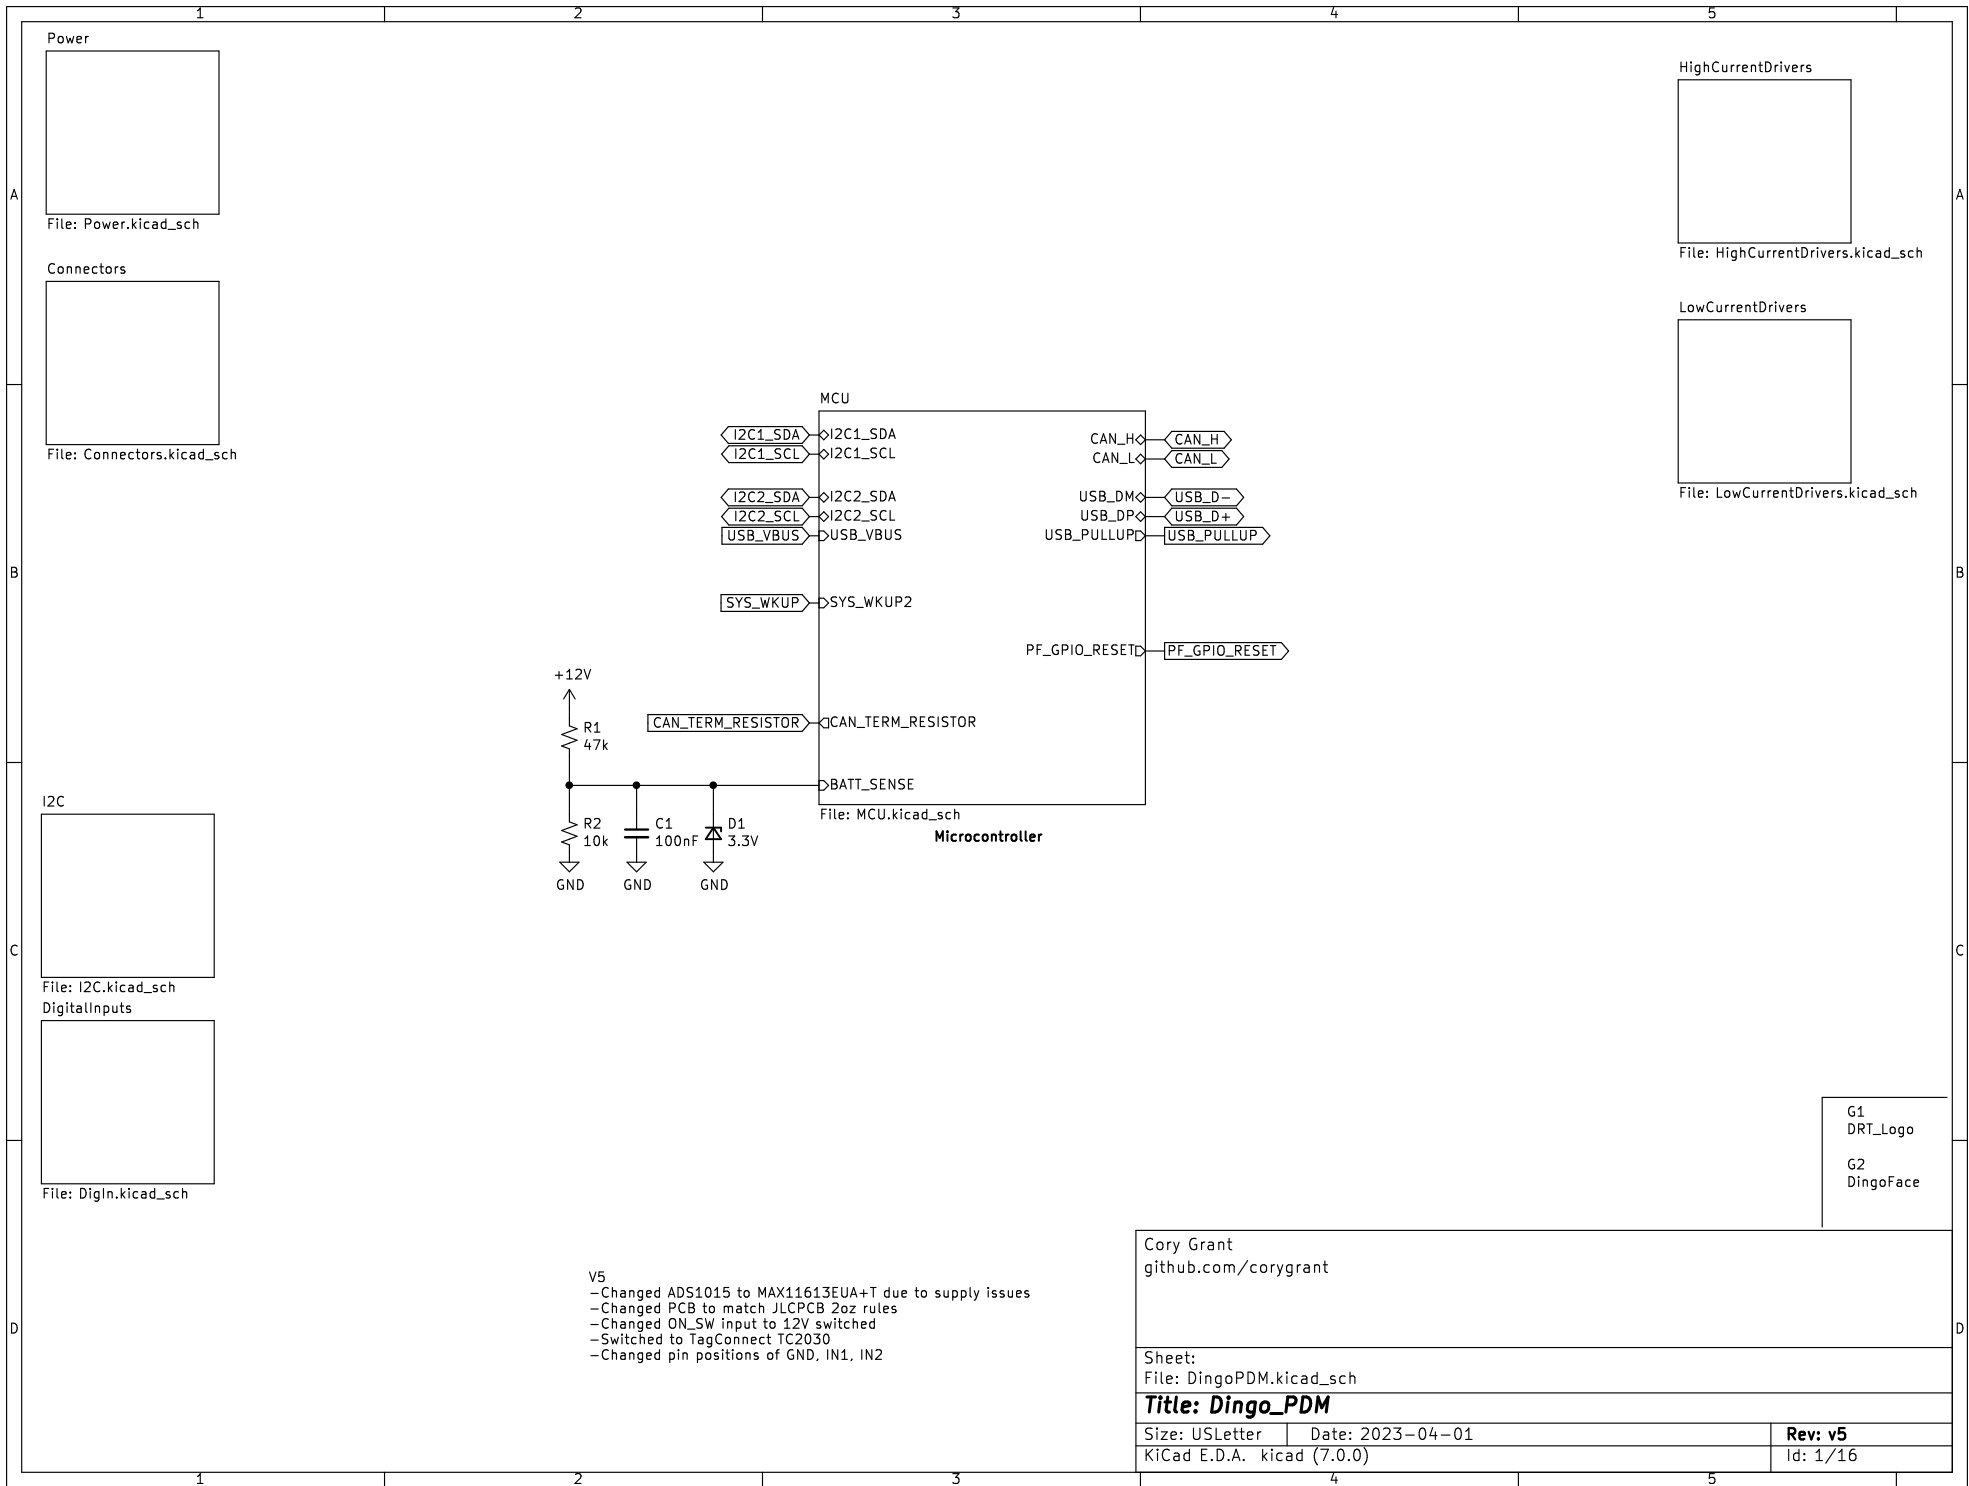 1 2 3 4 5
Power
File: Power.kicad_sch
HighCurrentDrivers
File: HighCurrentDrivers.kicad_sch
A A
Connectors
File: Connectors.kicad_sch
LowCurrentDrivers
File: LowCurrentDrivers.kicad_sch
MCU
I2C1_SDA I2C1_SDA CAN_H CAN_H
I2C1_SCL I2C1_SCL CAN_L CAN_L
I2C2_SDA I2C2_SDA USB_DM USB_D-
I2C2_SCL I2C2_SCL USB_DP USB_D+
USB_VBUS USB_VBUS USB_PULLUP USB_PULLUP
B B
SYS_WKUP SYS_WKUP2
PF_GPIO_RESET PF_GPIO_RESET
+12V
CAN_TERM_RESISTOR CAN_TERM_RESISTOR
R1
47k
BATT_SENSE
File: MCU.kicad_sch
Microcontroller
R2
10k
C1
100nF
D1
3.3V
GND GND GND
I2C
File: I2C.kicad_sch
C C
DigitalInputs
File: DigIn.kicad_sch
G1
DRT_Logo
G2
DingoFace
V5
-Changed ADS1015 to MAX11613EUA+T due to supply issues
-Changed PCB to match JLCPCB 2oz rules
-Changed ON_SW input to 12V switched
-Switched to TagConnect TC2030
-Changed pin positions of GND, IN1, IN2
D D
Cory Grant
github.com/corygrant
Sheet:
File: DingoPDM.kicad_sch
Title: Dingo_PDM
Size: USLetter Date: 2023-04-01 Rev: v5
KiCad E.D.A. kicad (7.0.0) Id: 1/16
1 2 3 4 5